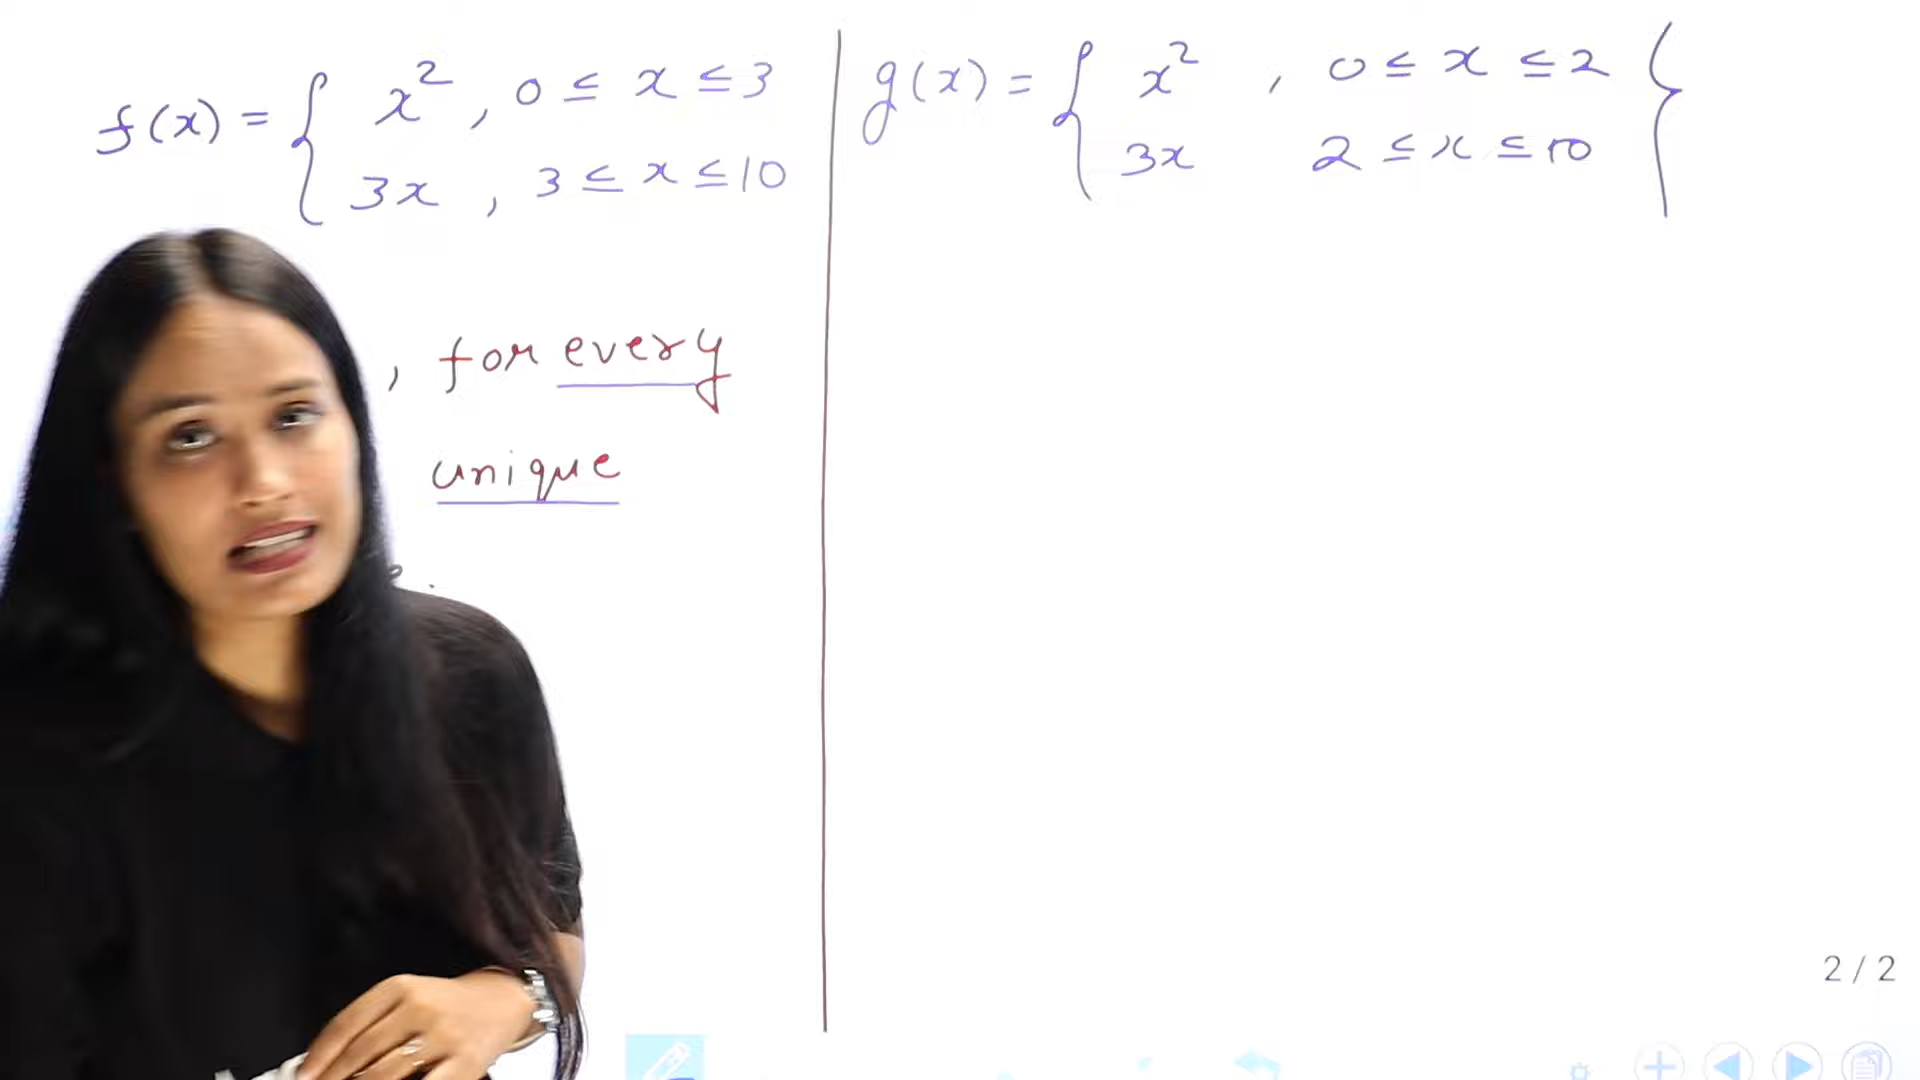 f(x) = { x², 0 ≤ x ≤ 3
3x, 3 ≤ x ≤ 10
, for every
unique
g(x) = { x² , 0 ≤ x ≤ 2 {
3x 2 ≤ x ≤ 10
2 / 2